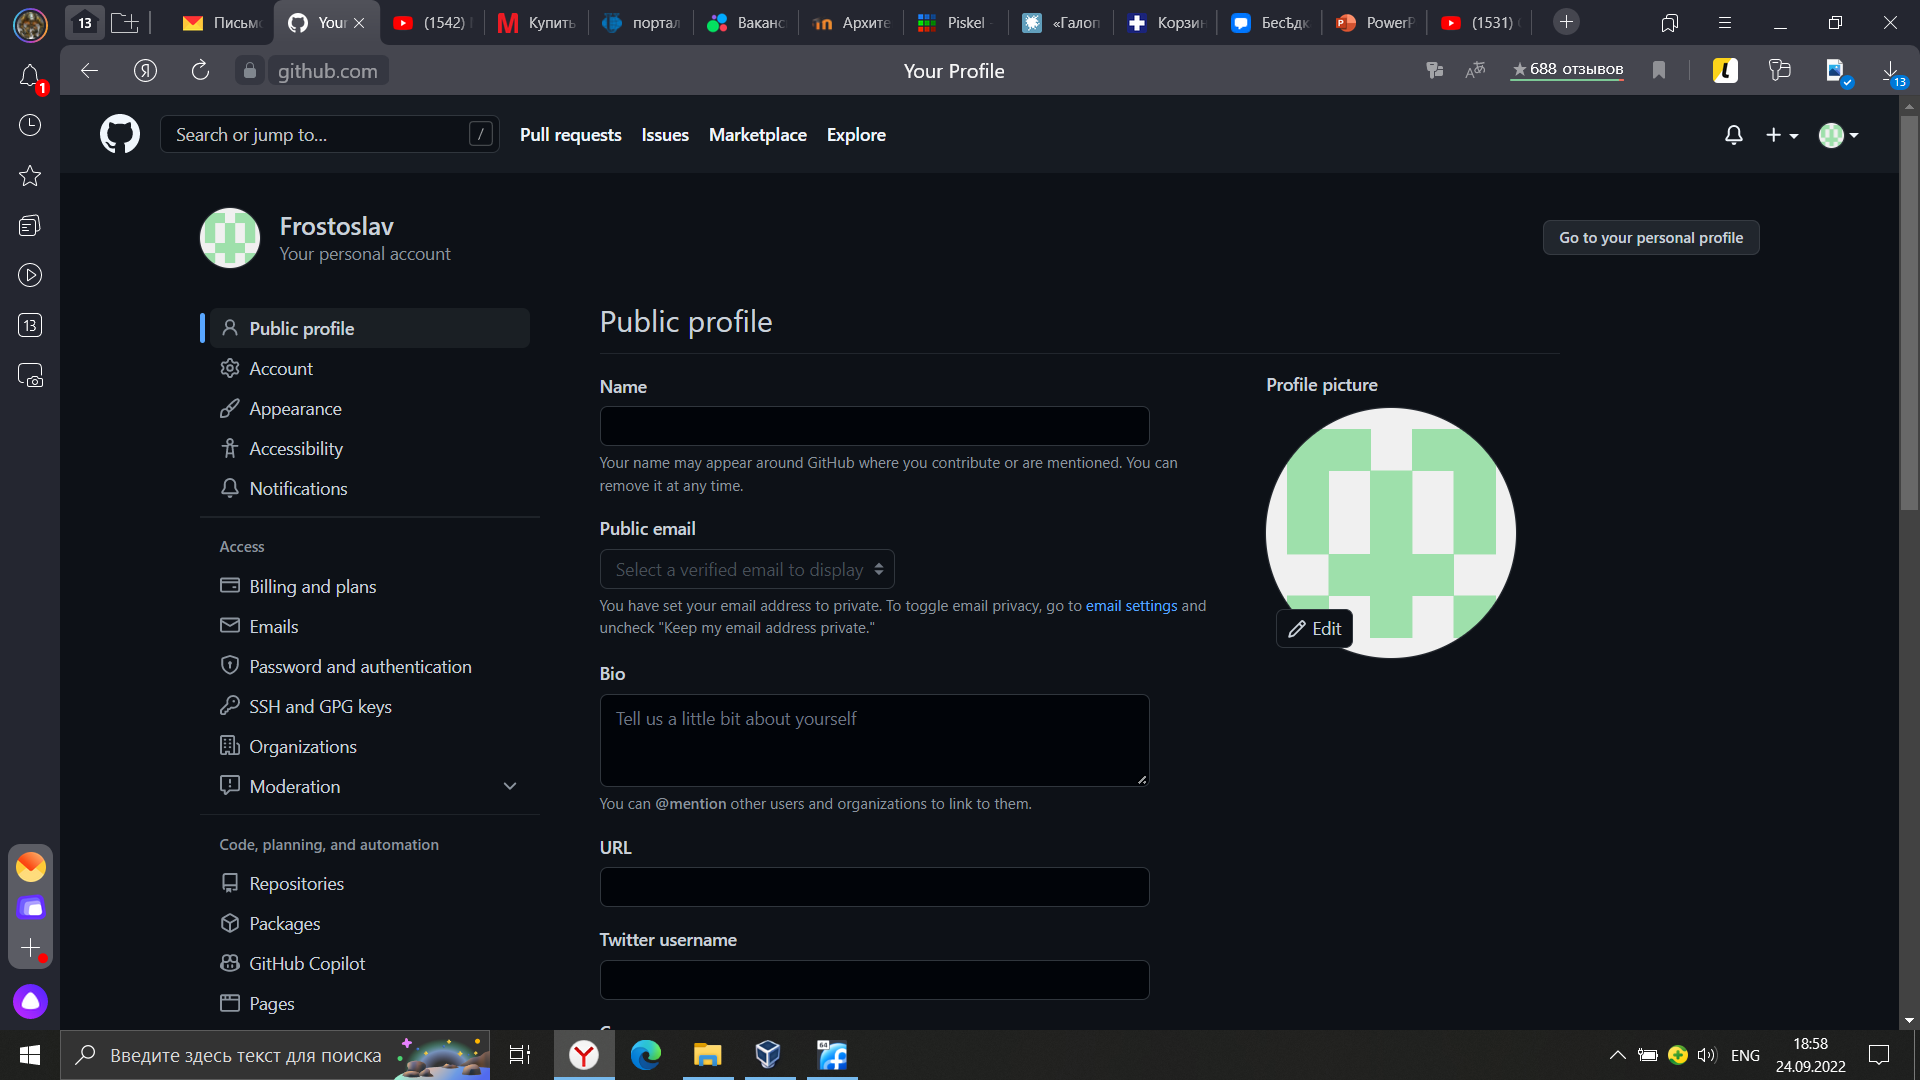 13
Письмо
Your
(1542)
Купить
портал
Ваканс
Архите
Piskel
«Галоп
Корзин
Бесѣдк
PowerP
(1531)
1
github.com
Your Profile
★688 отзывов
13
Search or jump to...
/
Pull requests
Issues
Marketplace
Explore
Frostoslav
Your personal account
Go to your personal profile
13
Public profile
Account
Appearance
Accessibility
Notifications
Access
Billing and plans
Emails
Password and authentication
SSH and GPG keys
Organizations
Moderation
Code, planning, and automation
Repositories
Packages
GitHub Copilot
Pages
Public profile
Name
Your name may appear around GitHub where you contribute or are mentioned. You can
remove it at any time.
Public email
Select a verified email to display
You have set your email address to private. To toggle email privacy, go to email settings and
uncheck "Keep my email address private."
Bio
Tell us a little bit about yourself
You can @mention other users and organizations to link to them.
URL
Twitter username
Profile picture
Edit
Введите здесь текст для поиска
64
ENG
18:58
24.09.2022